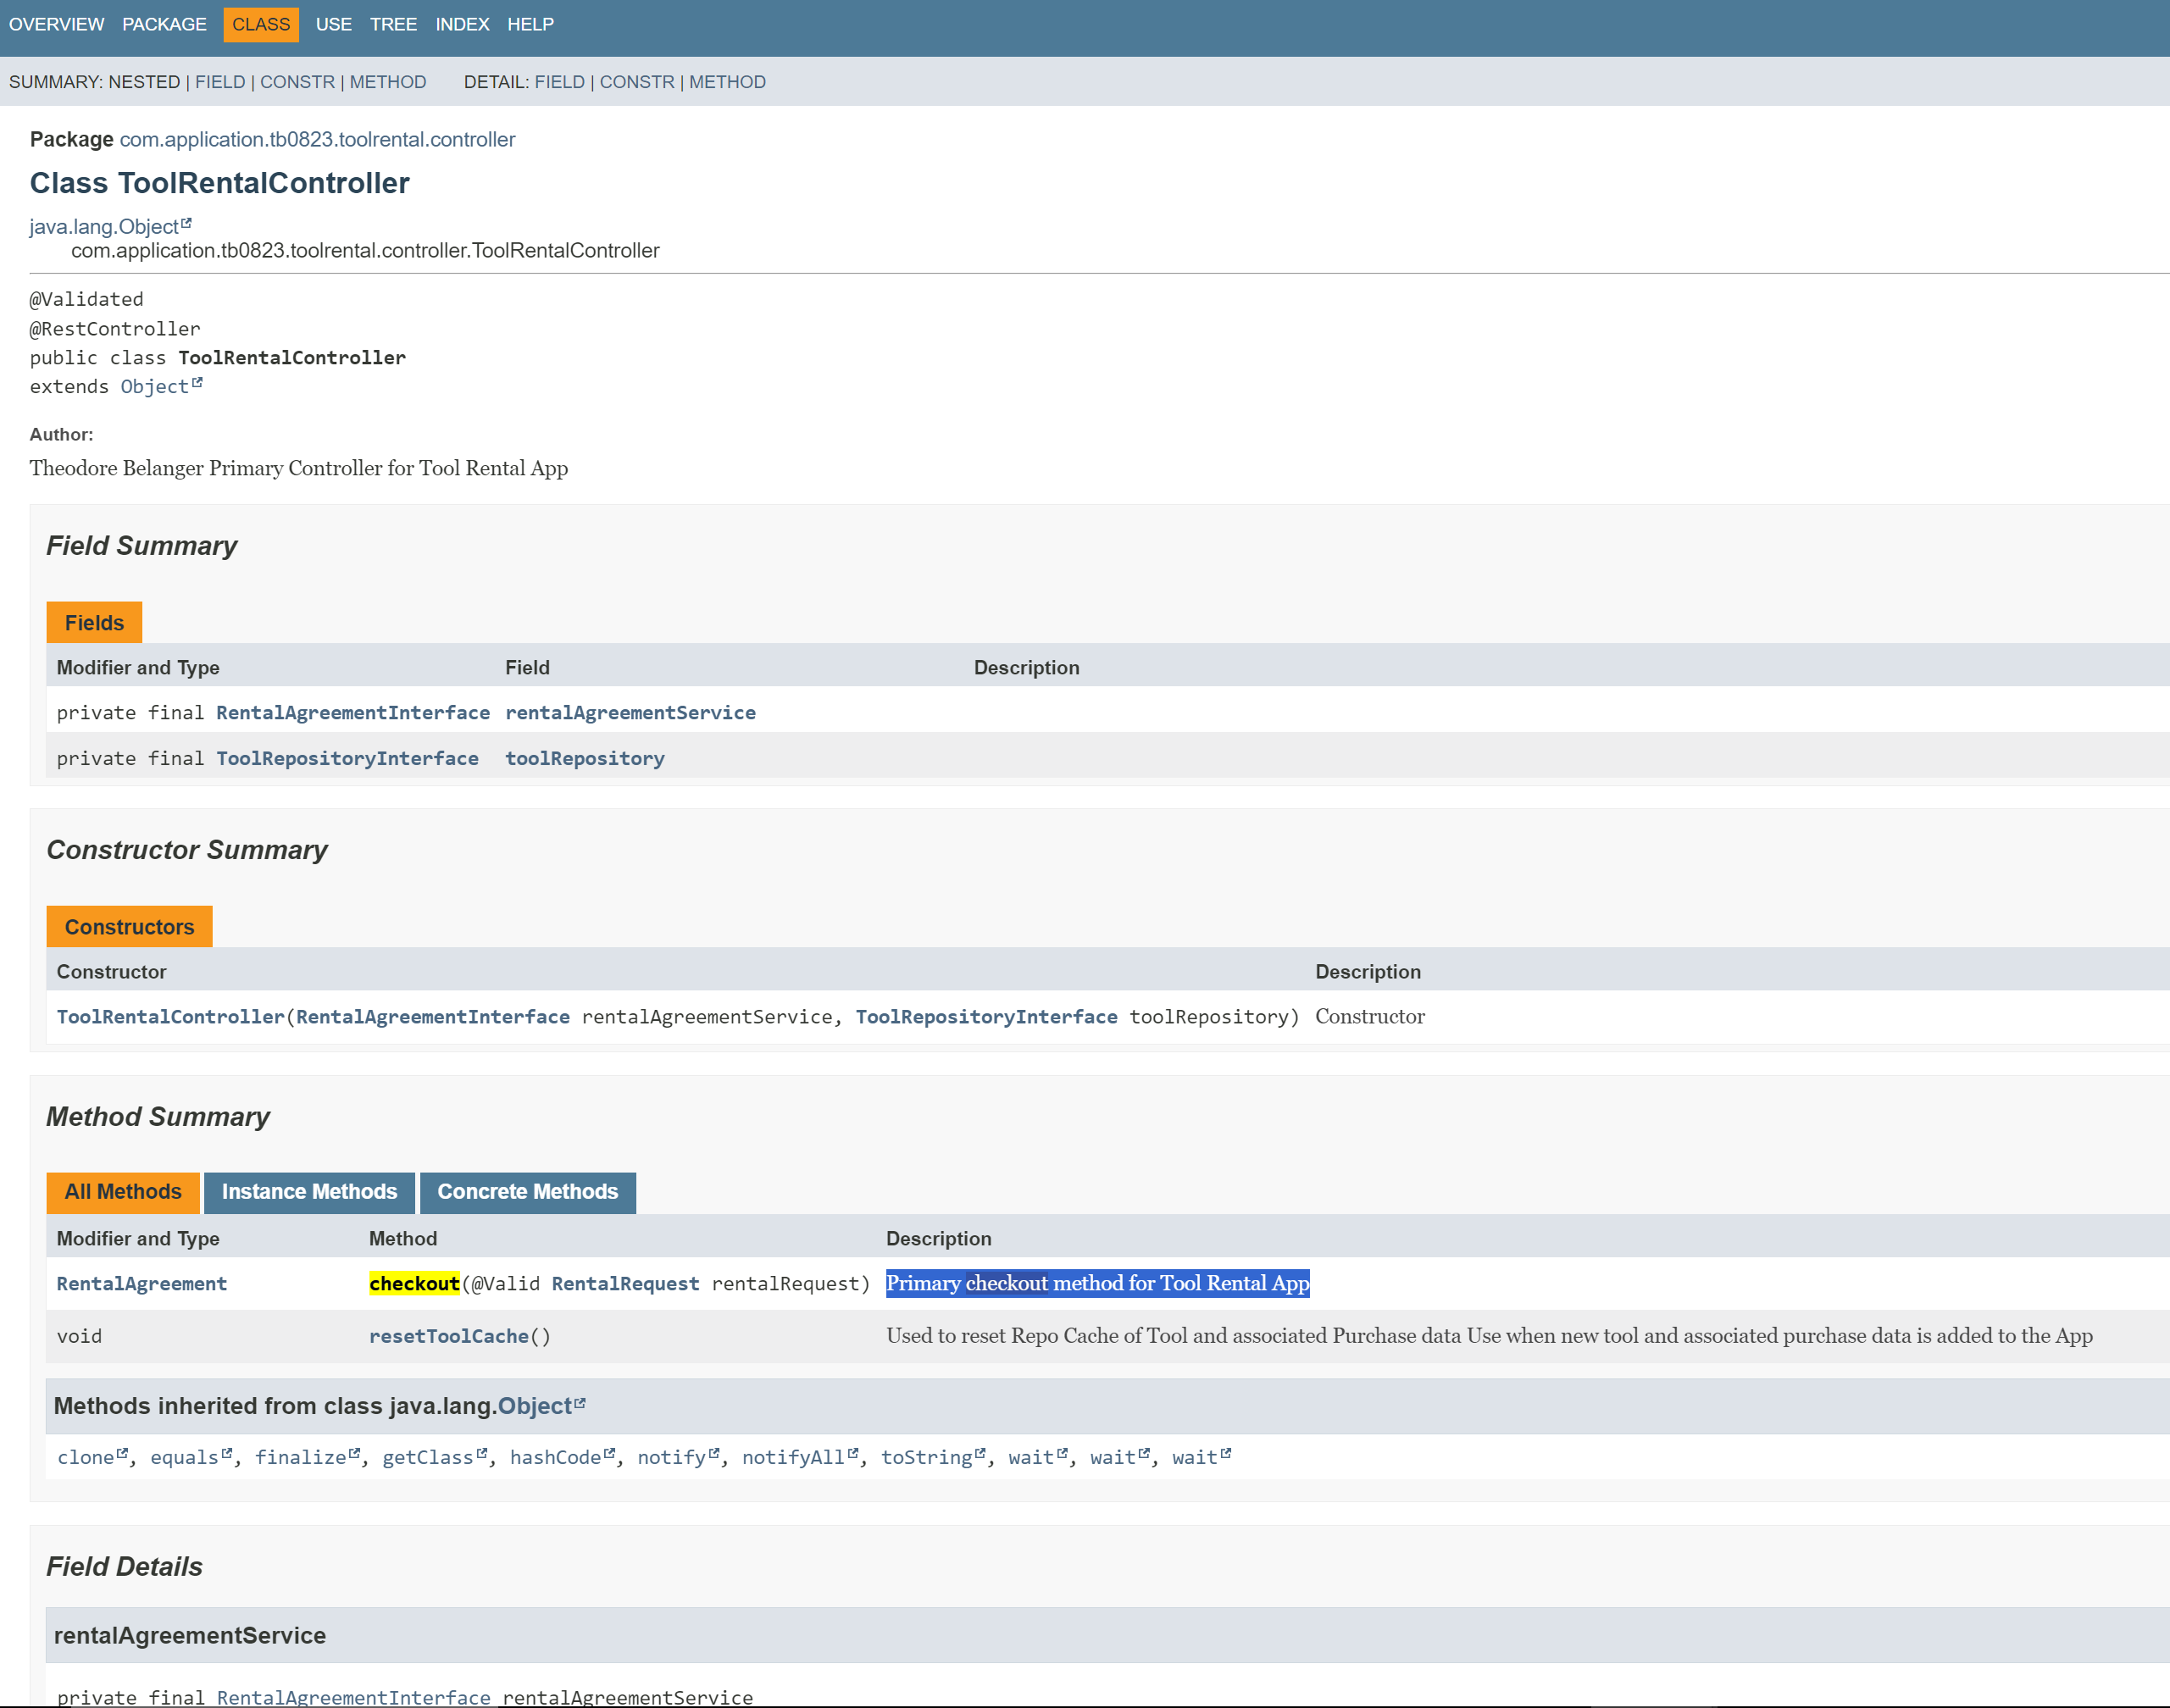 OVERVIEW PACKAGE CLASS USE TREE INDEX HELP
SUMMARY: NESTED | FIELD | CONSTR | METHOD DETAIL: FIELD | CONSTR | METHOD
Package com.application.tb0823.toolrental.controller
Class ToolRentalController
java.lang.Object
com.application.tb0823.toolrental.controller.ToolRentalController
@Validated
@RestController
public class ToolRentalController
extends Object
Author:
Theodore Belanger Primary Controller for Tool Rental App
Field Summary
Fields
Modifier and Type Field Description
private final RentalAgreementInterface rentalAgreementService
private final ToolRepositoryInterface toolRepository
Constructor Summary
Constructors
Constructor Description
ToolRentalController(RentalAgreementInterface rentalAgreementService, ToolRepositoryInterface toolRepository) Constructor
Method Summary
All Methods Instance Methods Concrete Methods
Modifier and Type Method Description
RentalAgreement checkout(@Valid RentalRequest rentalRequest) Primary checkout method for Tool Rental App
void resetToolCache() Used to reset Repo Cache of Tool and associated Purchase data Use when new tool and associated purchase data is added to the App
Methods inherited from class java.lang.Object
clone, equals, finalize, getClass, hashCode, notify, notifyAll, toString, wait, wait, wait
Field Details
rentalAgreementService
private final RentalAgreementInterface rentalAgreementService